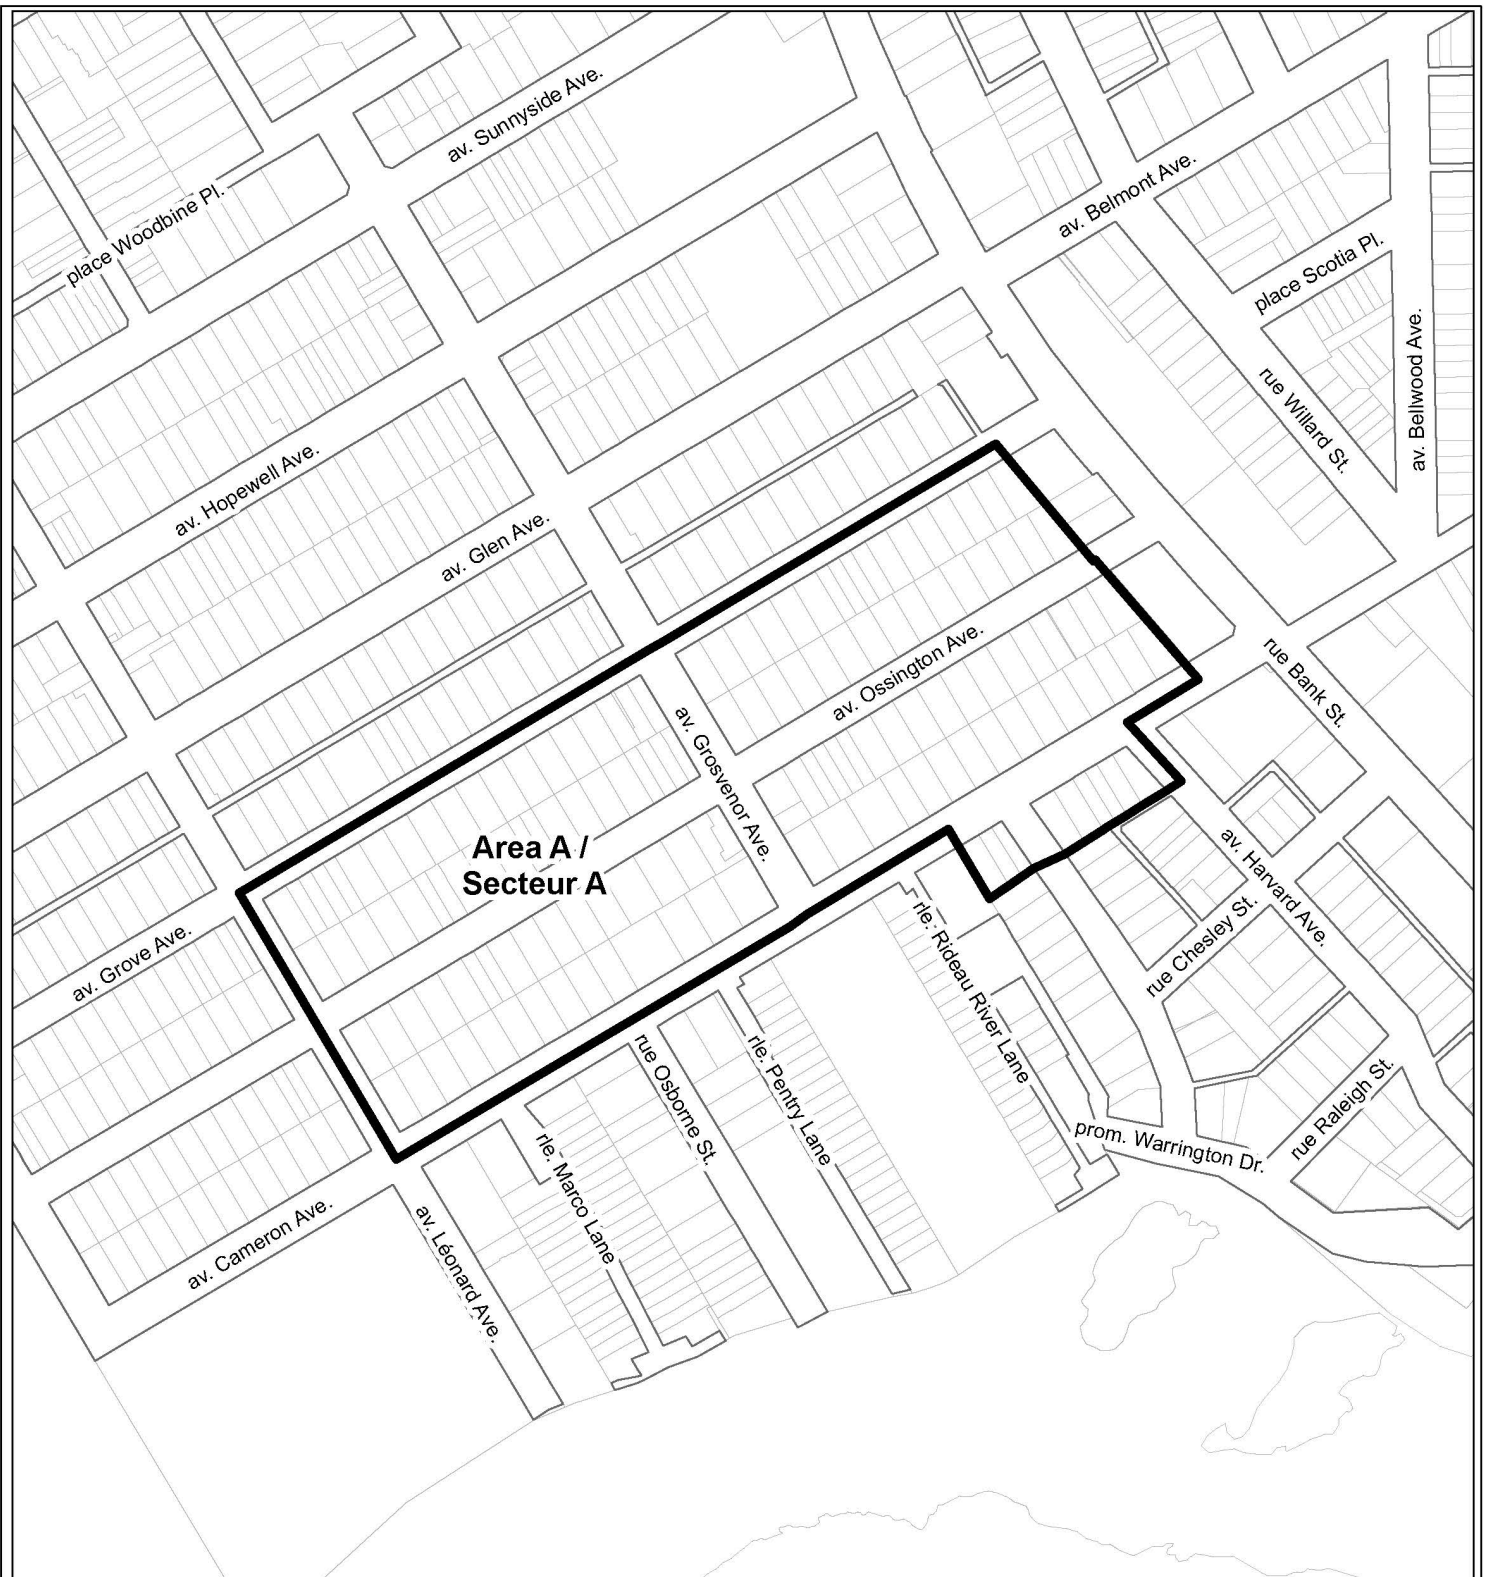 av. Sunnyside Ave.
av. Belmont Ave.
place Woodbine Pl.
place Scotia Pl.
av. Bellwood Ave.
rue Willard St.
av. Hopewell Ave.
av. Glen Ave.
av. Ossington Ave.
rue Bank St.
av. Grosvenor Ave.
Area A /
Secteur A
av. Harvard Ave.
rue Chesley St.
av. Grove Ave.
rle. Rideau River Lane
rue Osborne St.
rle. Pentry Lane
rue Raleigh St.
prom. Warrington Dr.
rle. Marco Lane
av. Cameron Ave.
av. Léonard Ave.